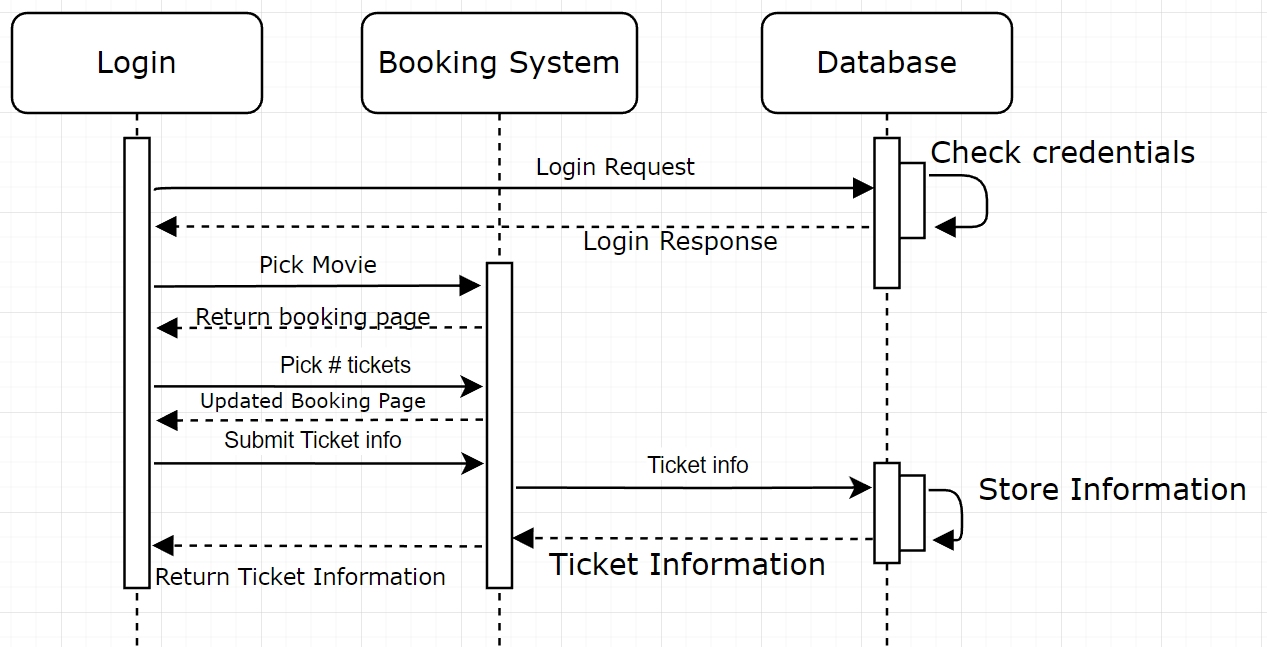 Login
Booking System
Database
Check credentials
Login Request
Login Response
Pick Movie
Return booking page
Pick # tickets
Updated Booking Page
Submit Ticket info
Ticket info
Store Information
Ticket Information
Return Ticket Information